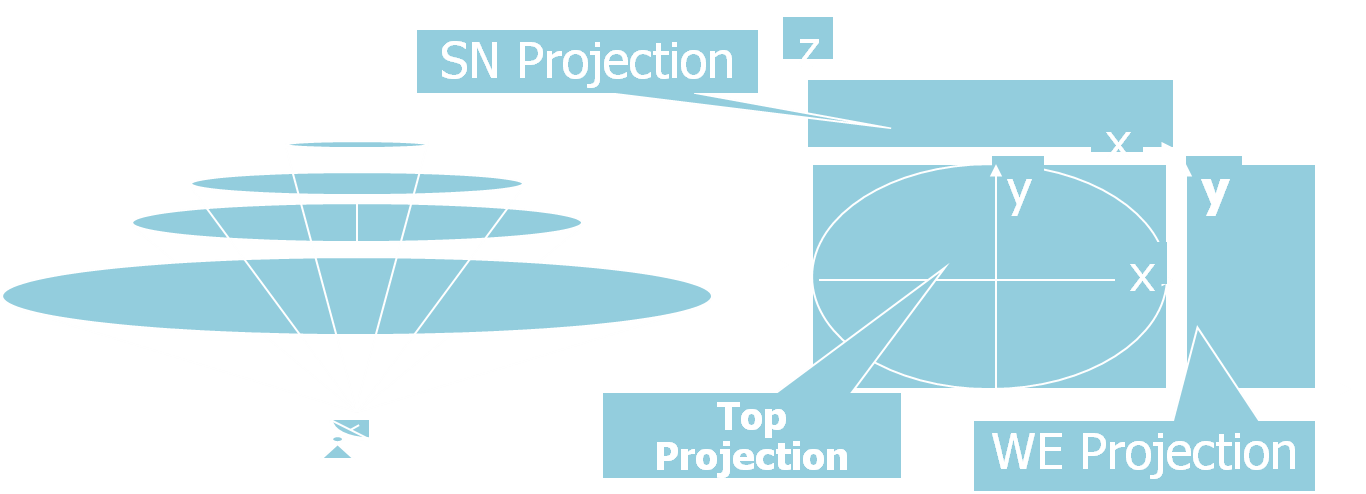 SN Projection
z
x
y
y
x
Top
Projection
WE Projection